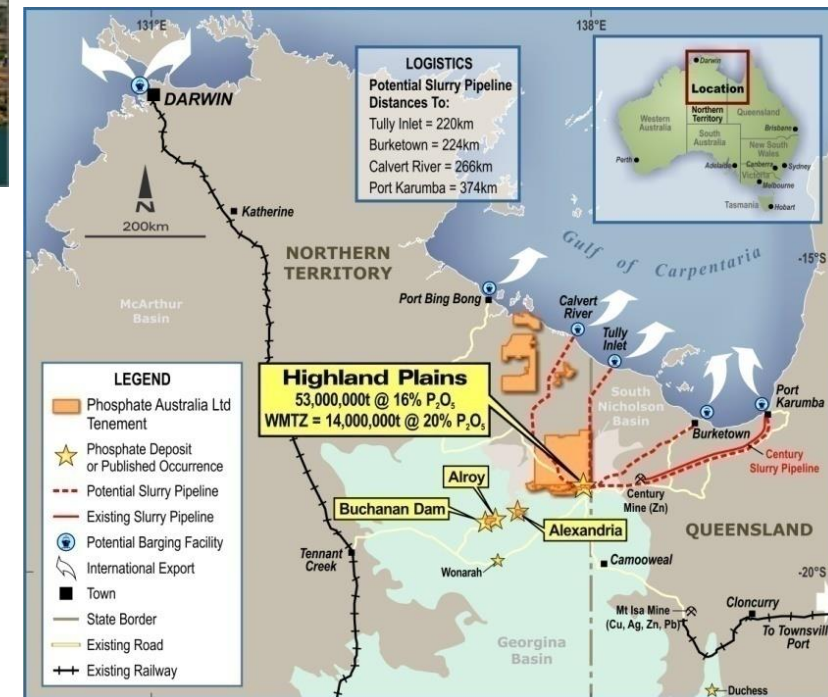 131°E
138°E
LOGISTICS
Potential Slurry Pipeline
Distances To:
Tully Inlet = 220km
Burketown = 224km
Calvert River = 266km
Port Karumba = 374km
Darwin
Location
Northern
Territory
Western
Australia
Queensland
South
Australia
Brisbane
New South
Wales
Perth
Adelaide
Canberra
Sydney
Victoria
Melbourne
Tasmania
Hobart
DARWIN
N
200km
Katherine
NORTHERN
TERRITORY
McArthur
Basin
Gulf of Carpentaria
-15°S
Port Bing Bong
Calvert
River
Tully
Inlet
Highland Plains
53,000,000t @ 16% P₂O₅
WMTZ = 14,000,000t @ 20% P₂O₅
South
Nicholson
Basin
Port
Karumba
Burketown
Century
Slurry Pipeline
Century
Mine (Zn)
Alroy
Buchanan Dam
Alexandria
QUEENSLAND
Tennant
Creek
Wonarah
Camooweal
-20°S
Mt Isa Mine
(Cu, Ag, Zn, Pb)
Cloncurry
To Townsville
Port
Georgina
Basin
Duchess
LEGEND
Phosphate Australia Ltd
Tenement
Phosphate Deposit
or Published Occurrence
Potential Slurry Pipeline
Existing Slurry Pipeline
Potential Barging Facility
International Export
Town
State Border
Existing Road
Existing Railway